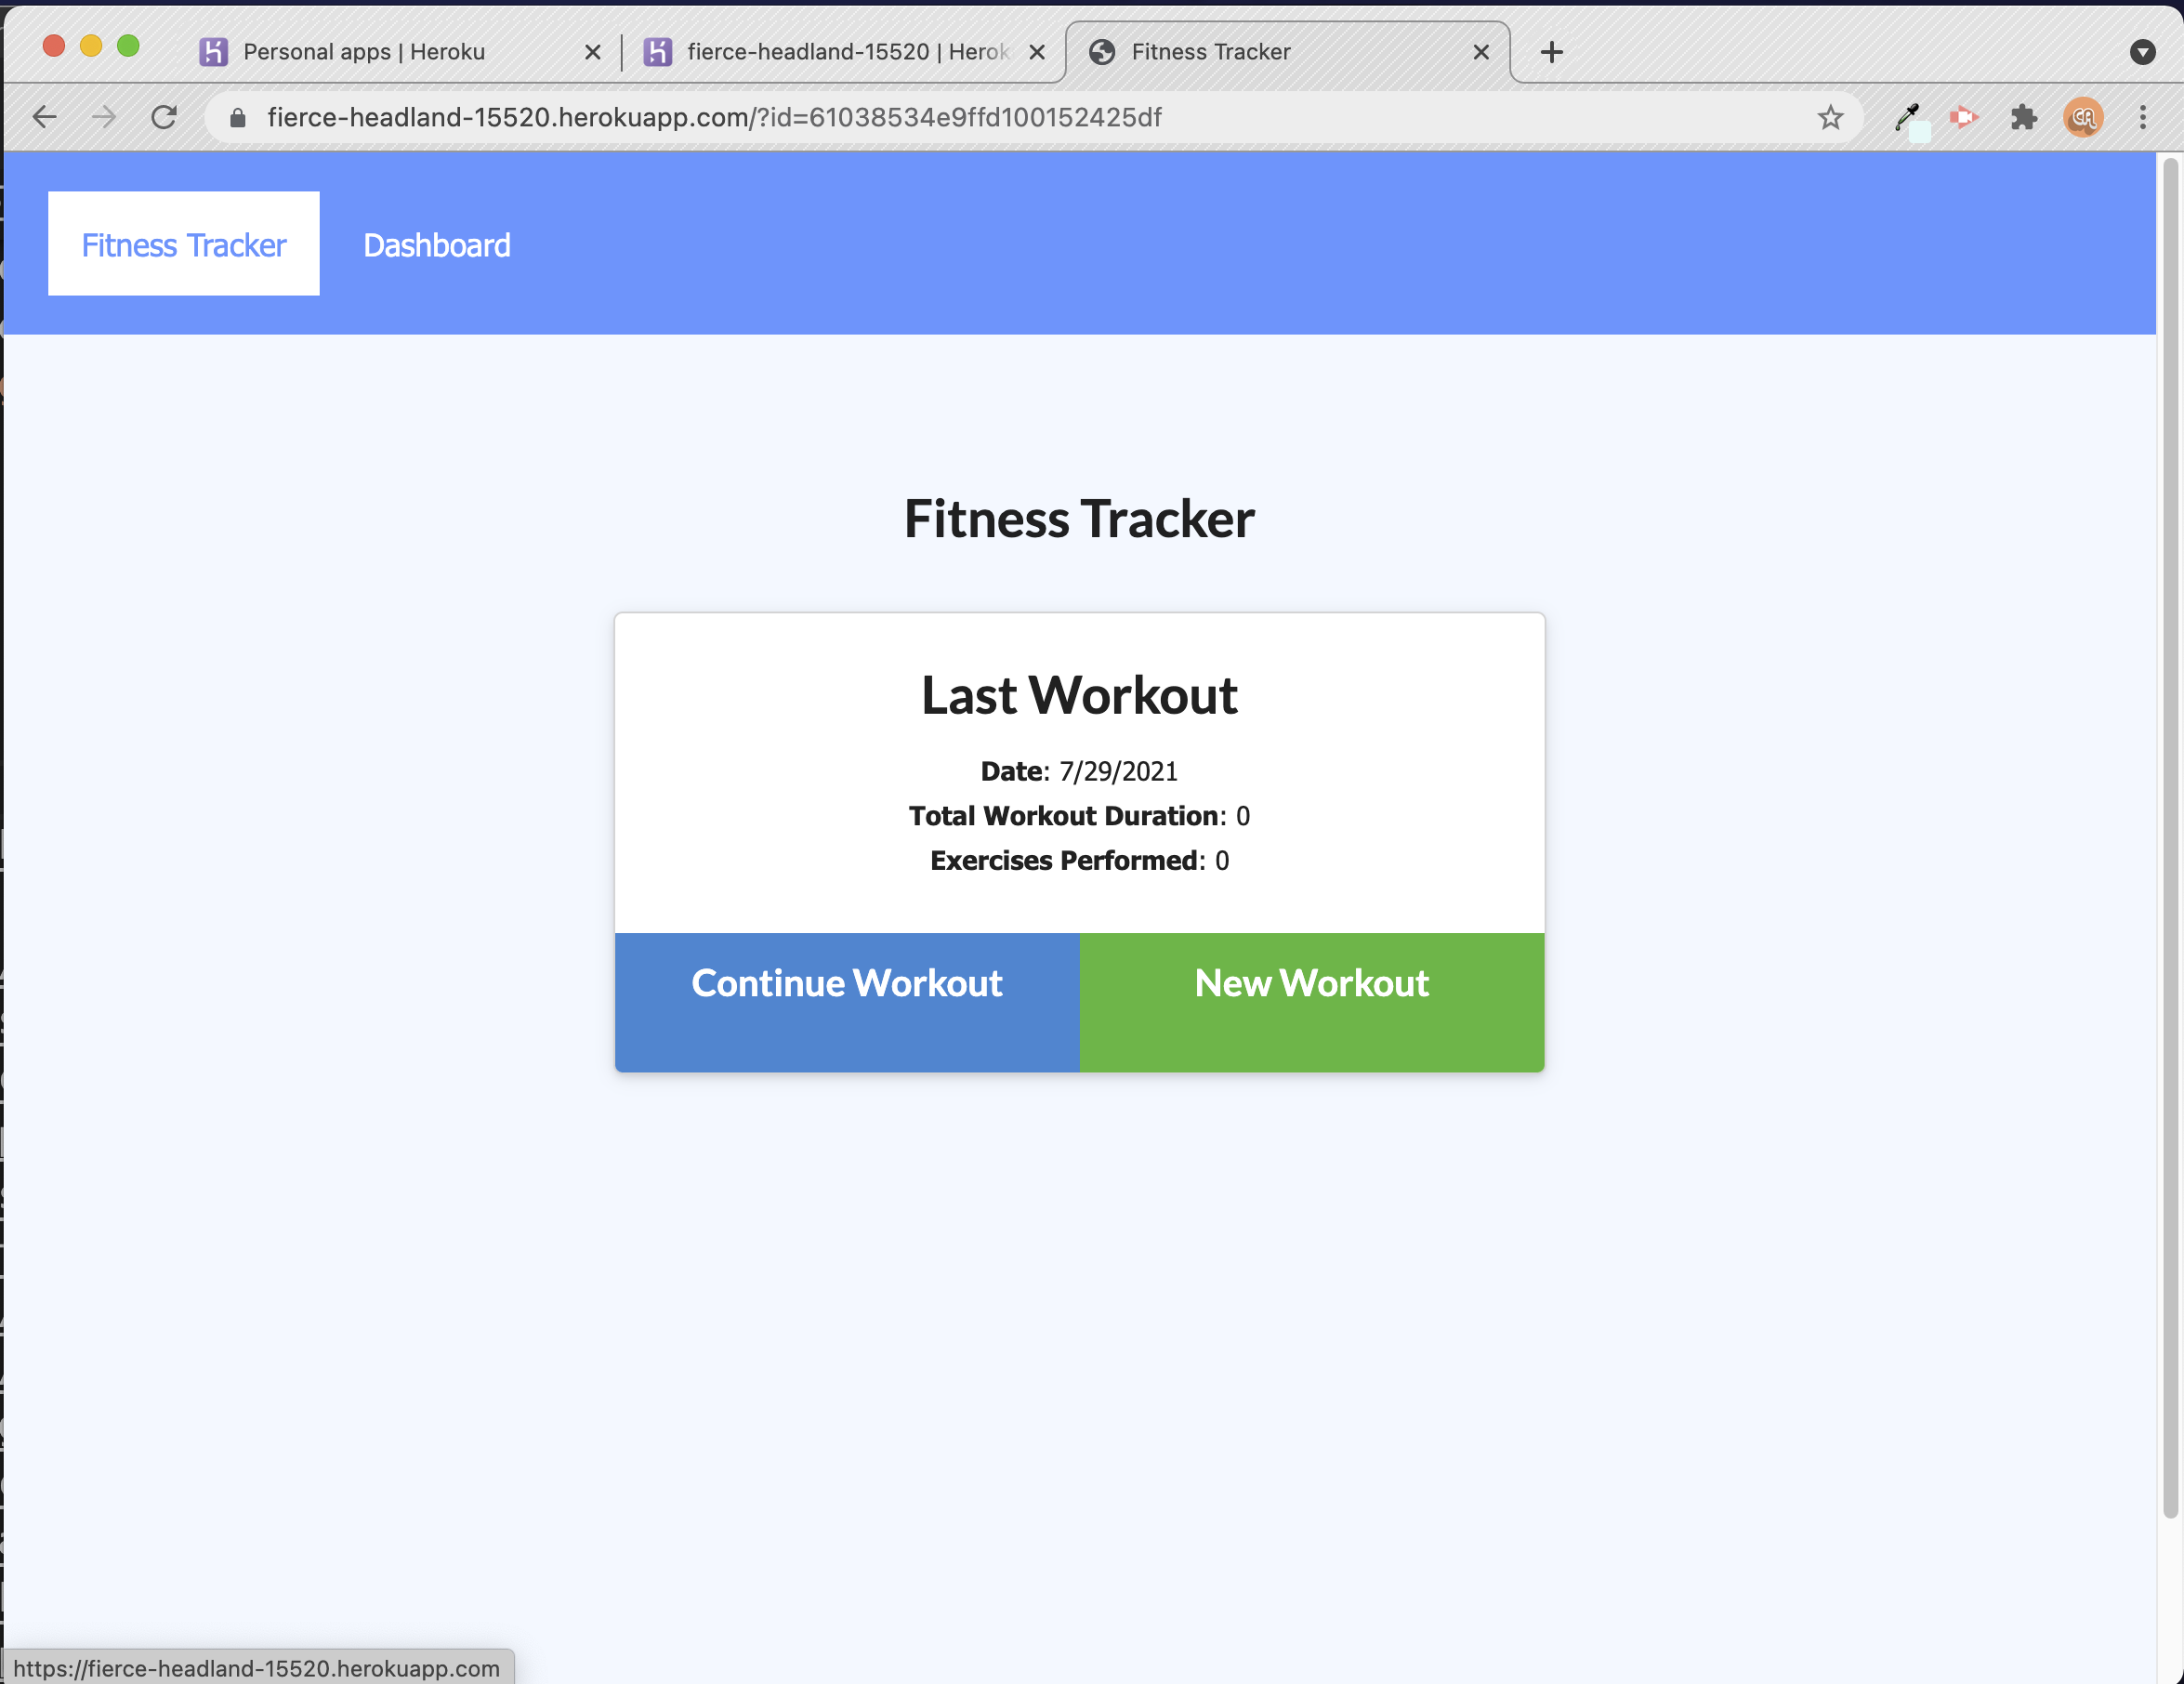 Personal apps | Heroku
fierce-headland-15520 | Herok
Fitness Tracker
fierce-headland-15520.herokuapp.com/?id=61038534e9ffd100152425df
Fitness Tracker
Dashboard
Fitness Tracker
Last Workout
Date: 7/29/2021
Total Workout Duration: 0
Exercises Performed: 0
Continue Workout
New Workout
https://fierce-headland-15520.herokuapp.com